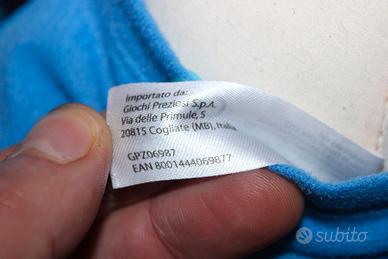 Importato da:
Giochi Preziosi S.p.A.
Via delle Primule, 5
20815 Cogliate (MB), Italia
GPZ06987
EAN 8001444069877
subito